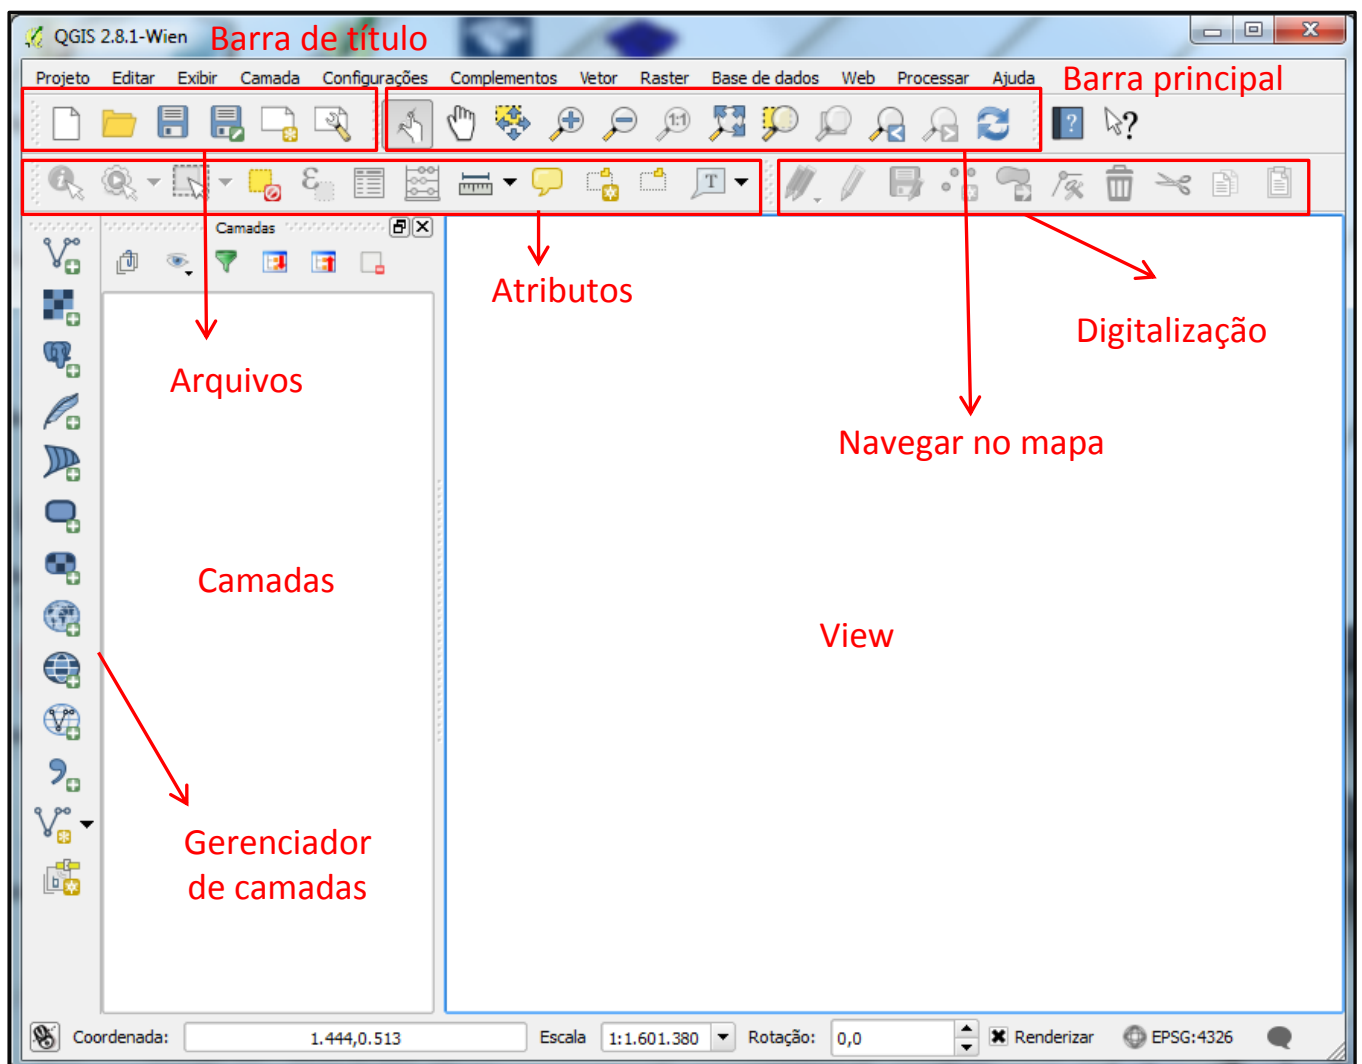 QGIS 2.8.1-Wien Barra de título
Projeto Editar Exibir Camada Configurações Complementos Vetor Raster Base de dados Web Processar Ajuda Barra principal
1:1
?
?
ε
T
Camadas
Atributos
Digitalização
Arquivos
Navegar no mapa
Camadas
View
Gerenciador
de camadas
b
Coordenada: 1.444,0.513 Escala 1:1.601.380 Rotação: 0,0 Renderizar EPSG:4326